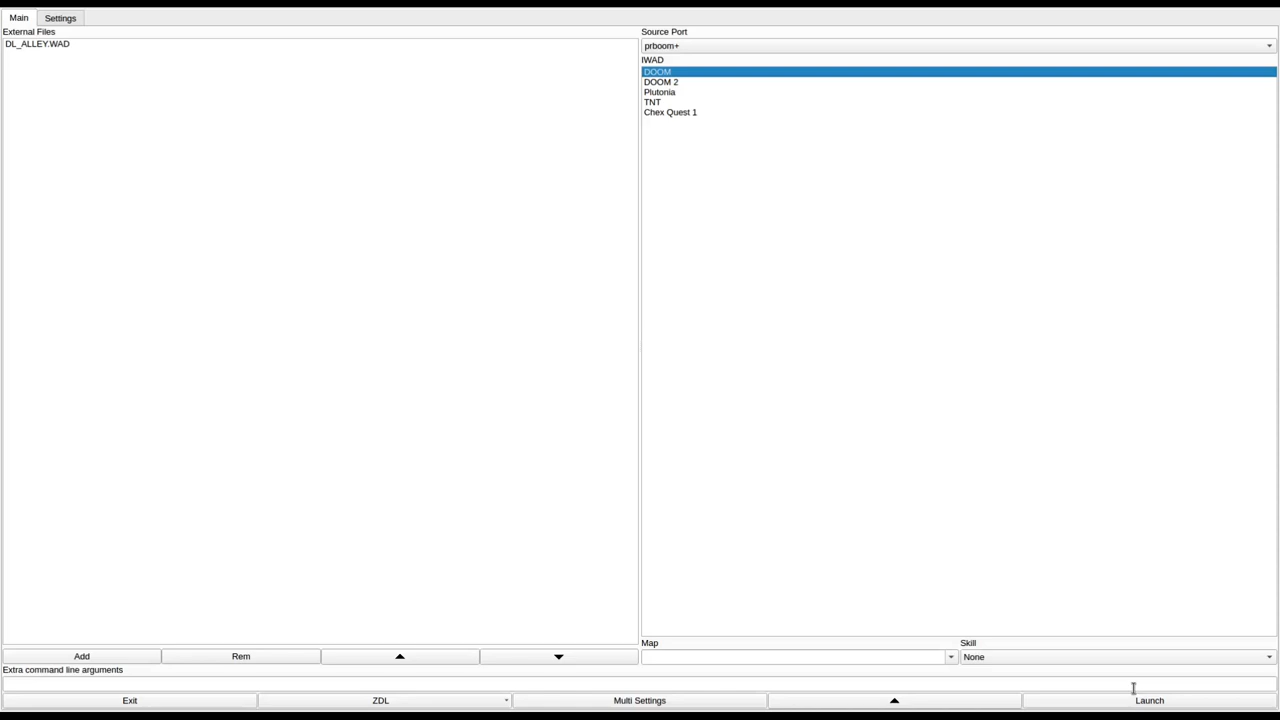 Main Settings
External Files
DL_ALLEY.WAD
Source Port
prboom+
IWAD
DOOM
DOOM 2
Plutonia
TNT
Chex Quest 1
Map Skill
None
Add Rem
Extra command line arguments
Exit ZDL Multi Settings Launch